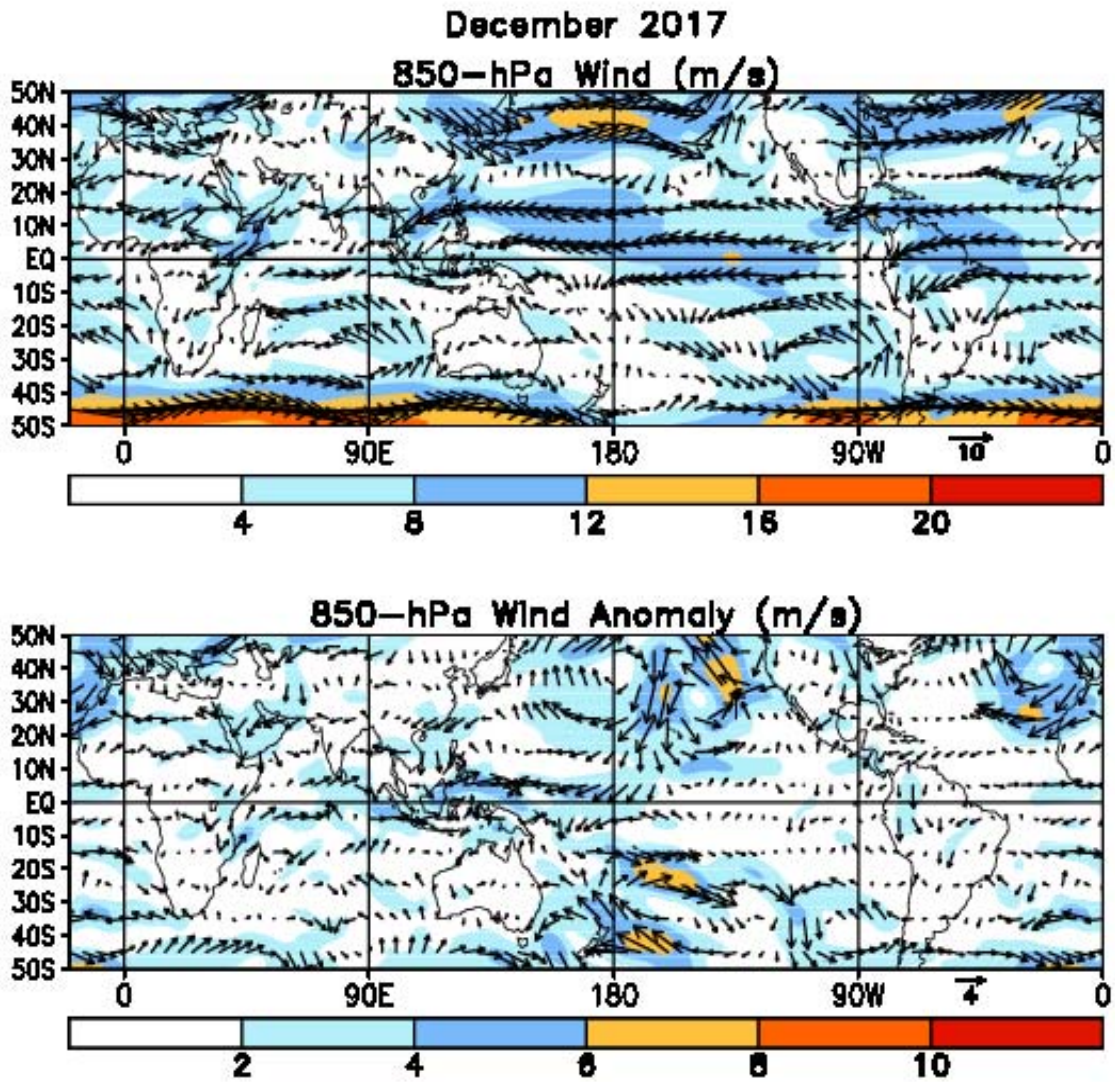 December 2017
850-hPa Wind (m/s)
50N
40N
30N
20N
10N
EQ
10S
20S
30S
40S
50S
0 90E 180 90W 10 0
4 8 12 16 20
850-hPa Wind Anomaly (m/s)
50N
40N
30N
20N
10N
EQ
10S
20S
30S
40S
50S
0 90E 180 90W 4 0
2 4 6 8 10